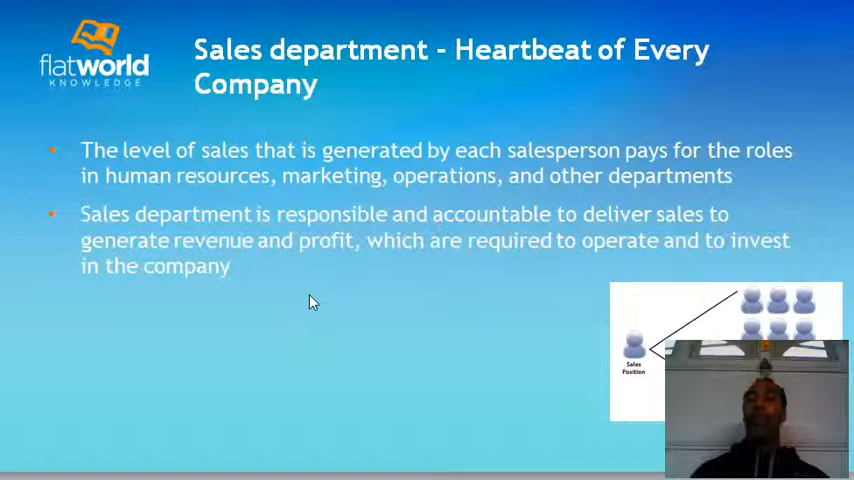 flatworld
KNOWLEDGE
Sales department - Heartbeat of Every
Company
• The level of sales that is generated by each salesperson pays for the roles
in human resources, marketing, operations, and other departments
• Sales department is responsible and accountable to deliver sales to
generate revenue and profit, which are required to operate and to invest
in the company
Sales
Position